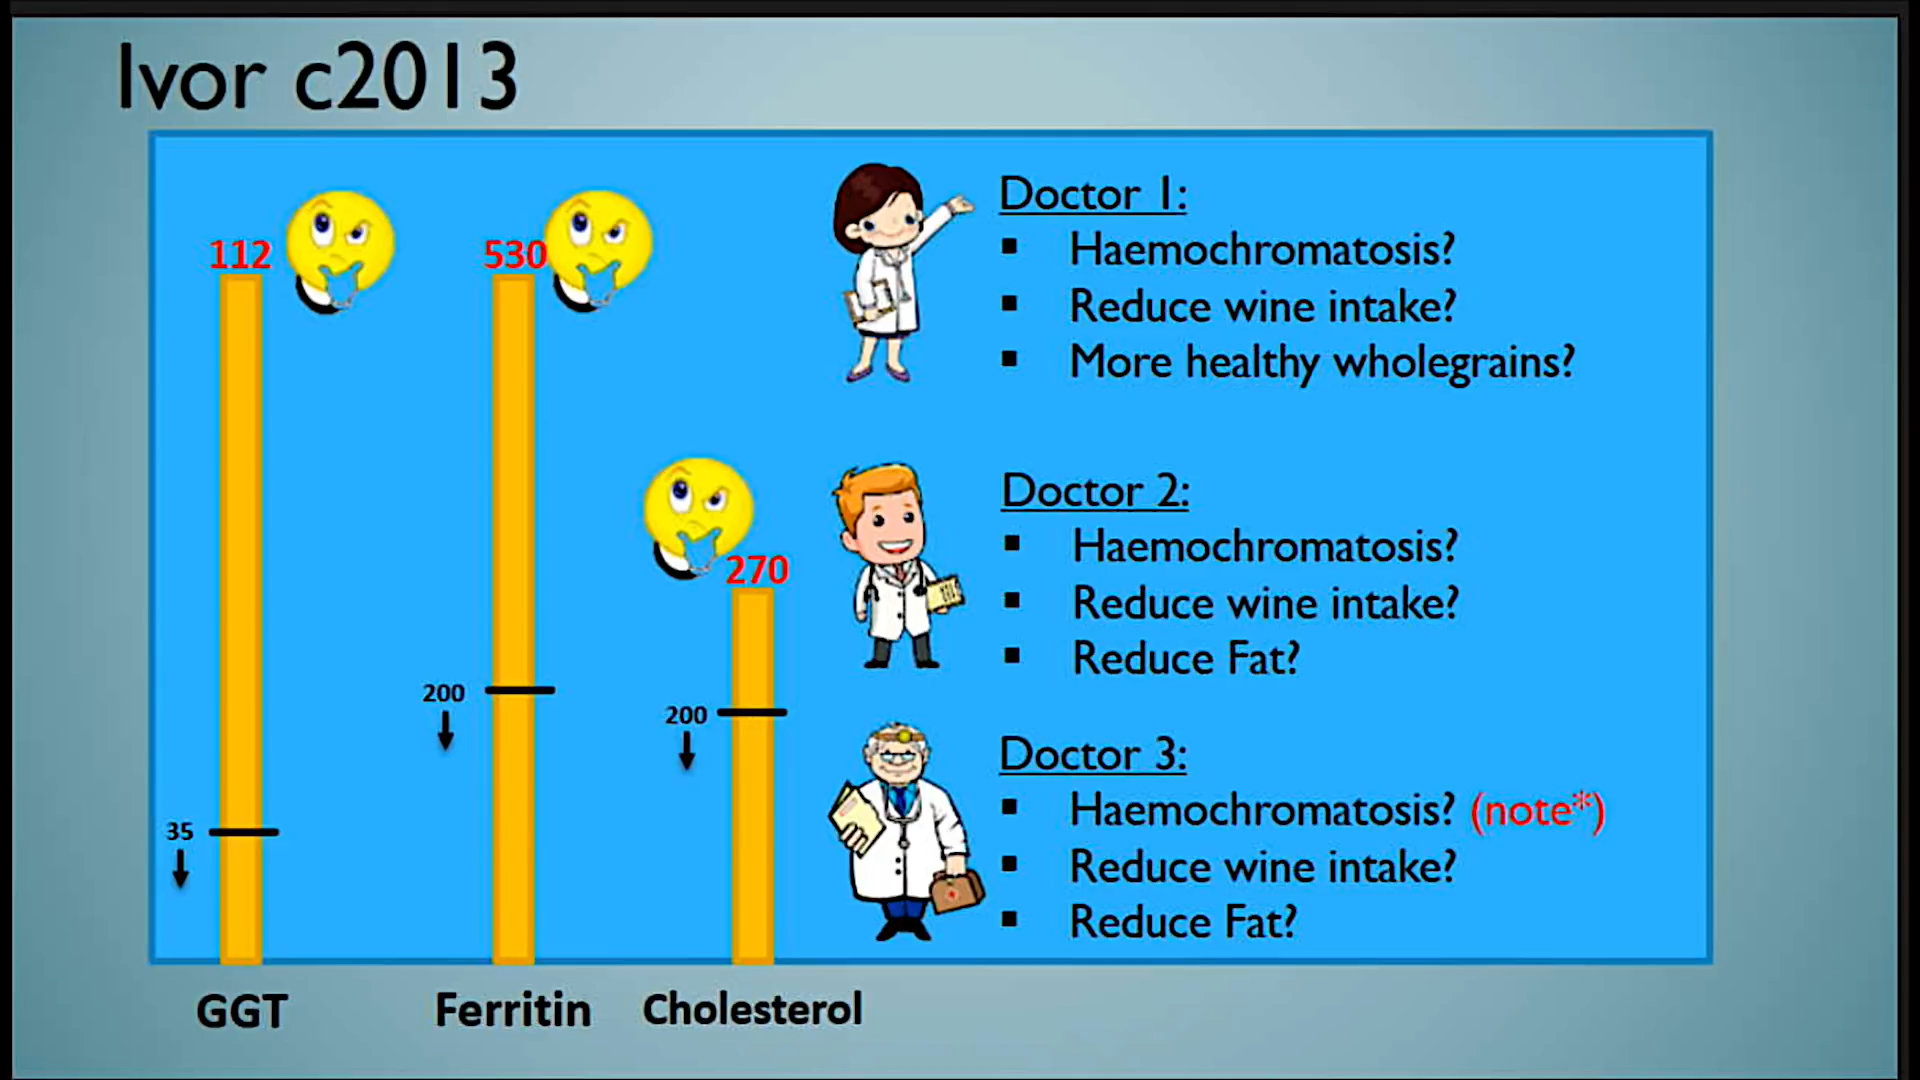 Ivor c2013
112
530
270
200
200
35
GGT
Ferritin
Cholesterol
Doctor 1:
▪ Haemochromatosis?
▪ Reduce wine intake?
▪ More healthy wholegrains?
Doctor 2:
▪ Haemochromatosis?
▪ Reduce wine intake?
▪ Reduce Fat?
Doctor 3:
▪ Haemochromatosis? (note*)
▪ Reduce wine intake?
▪ Reduce Fat?